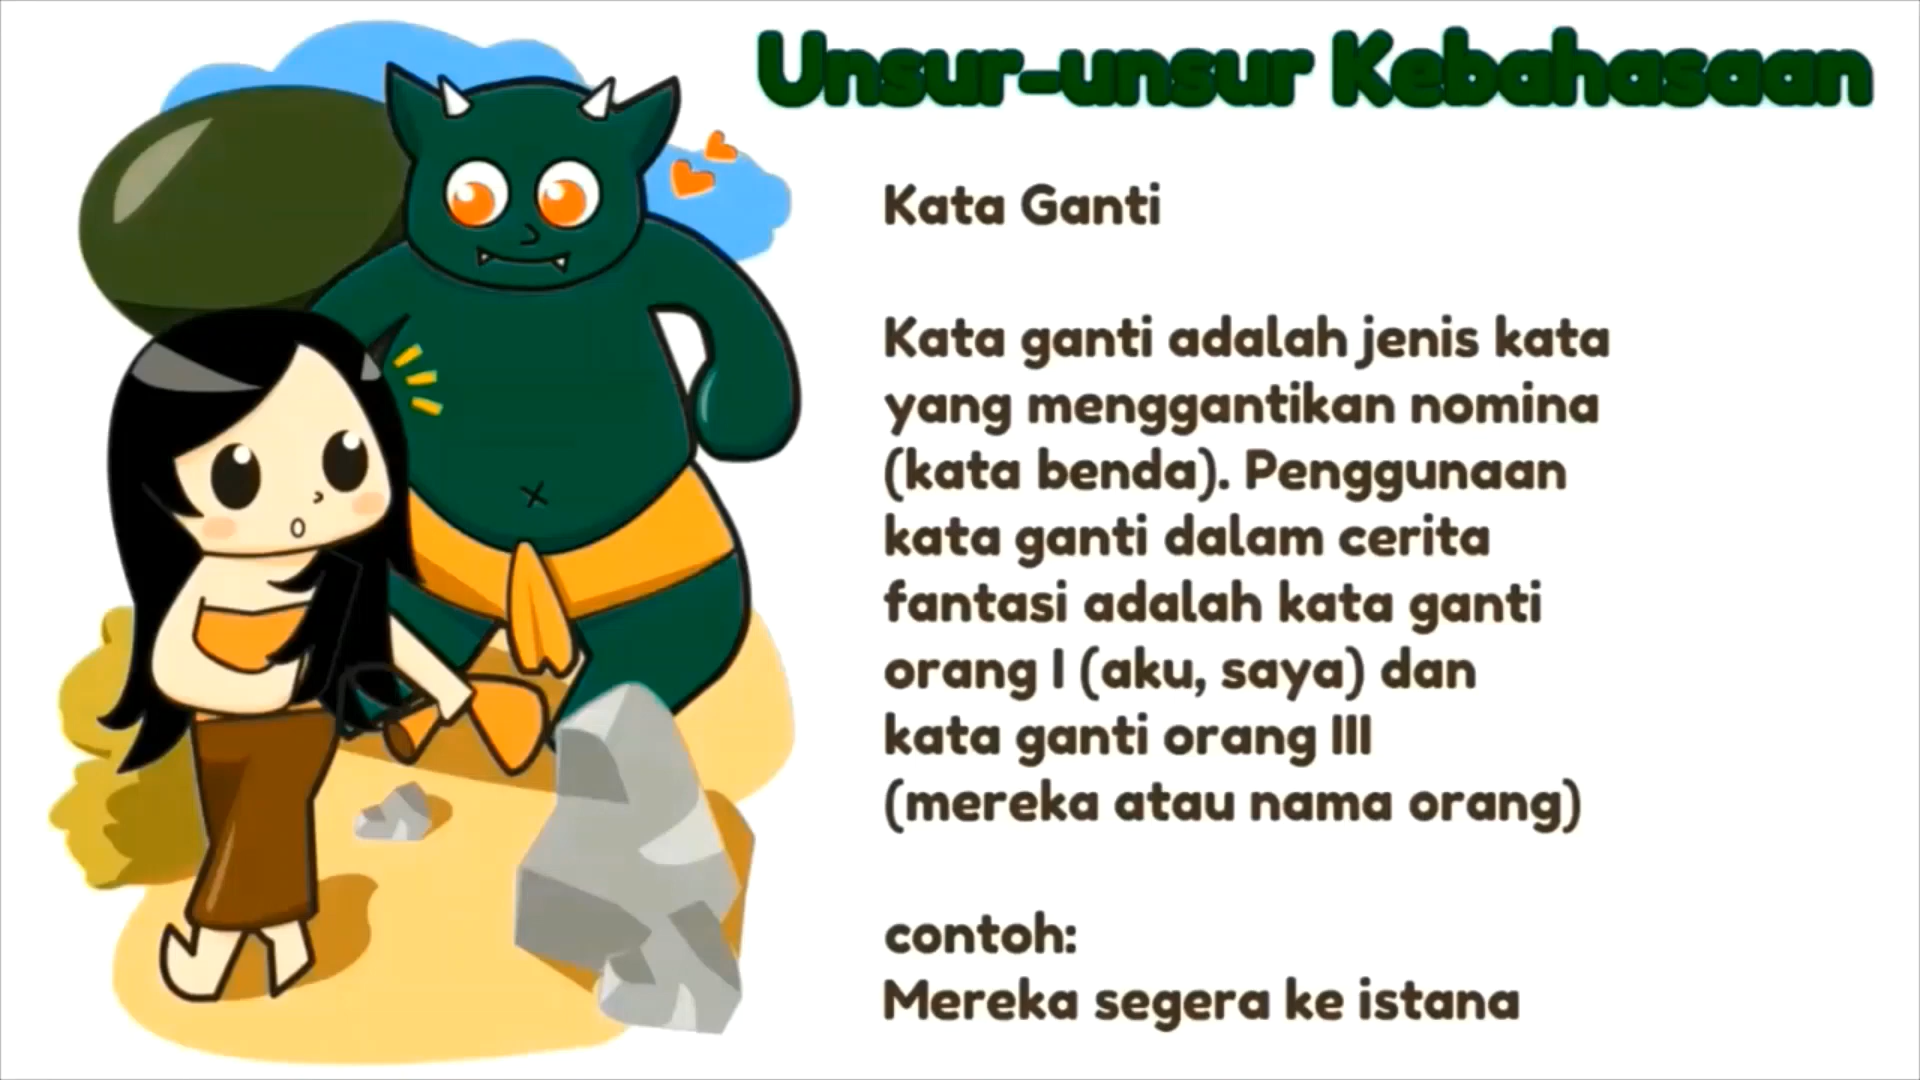 Unsur-unsur Kebahasaan
Kata Ganti
Kata ganti adalah jenis kata
yang menggantikan nomina
(kata benda). Penggunaan
kata ganti dalam cerita
fantasi adalah kata ganti
orang I (aku, saya) dan
kata ganti orang III
(mereka atau nama orang)
contoh:
Mereka segera ke istana